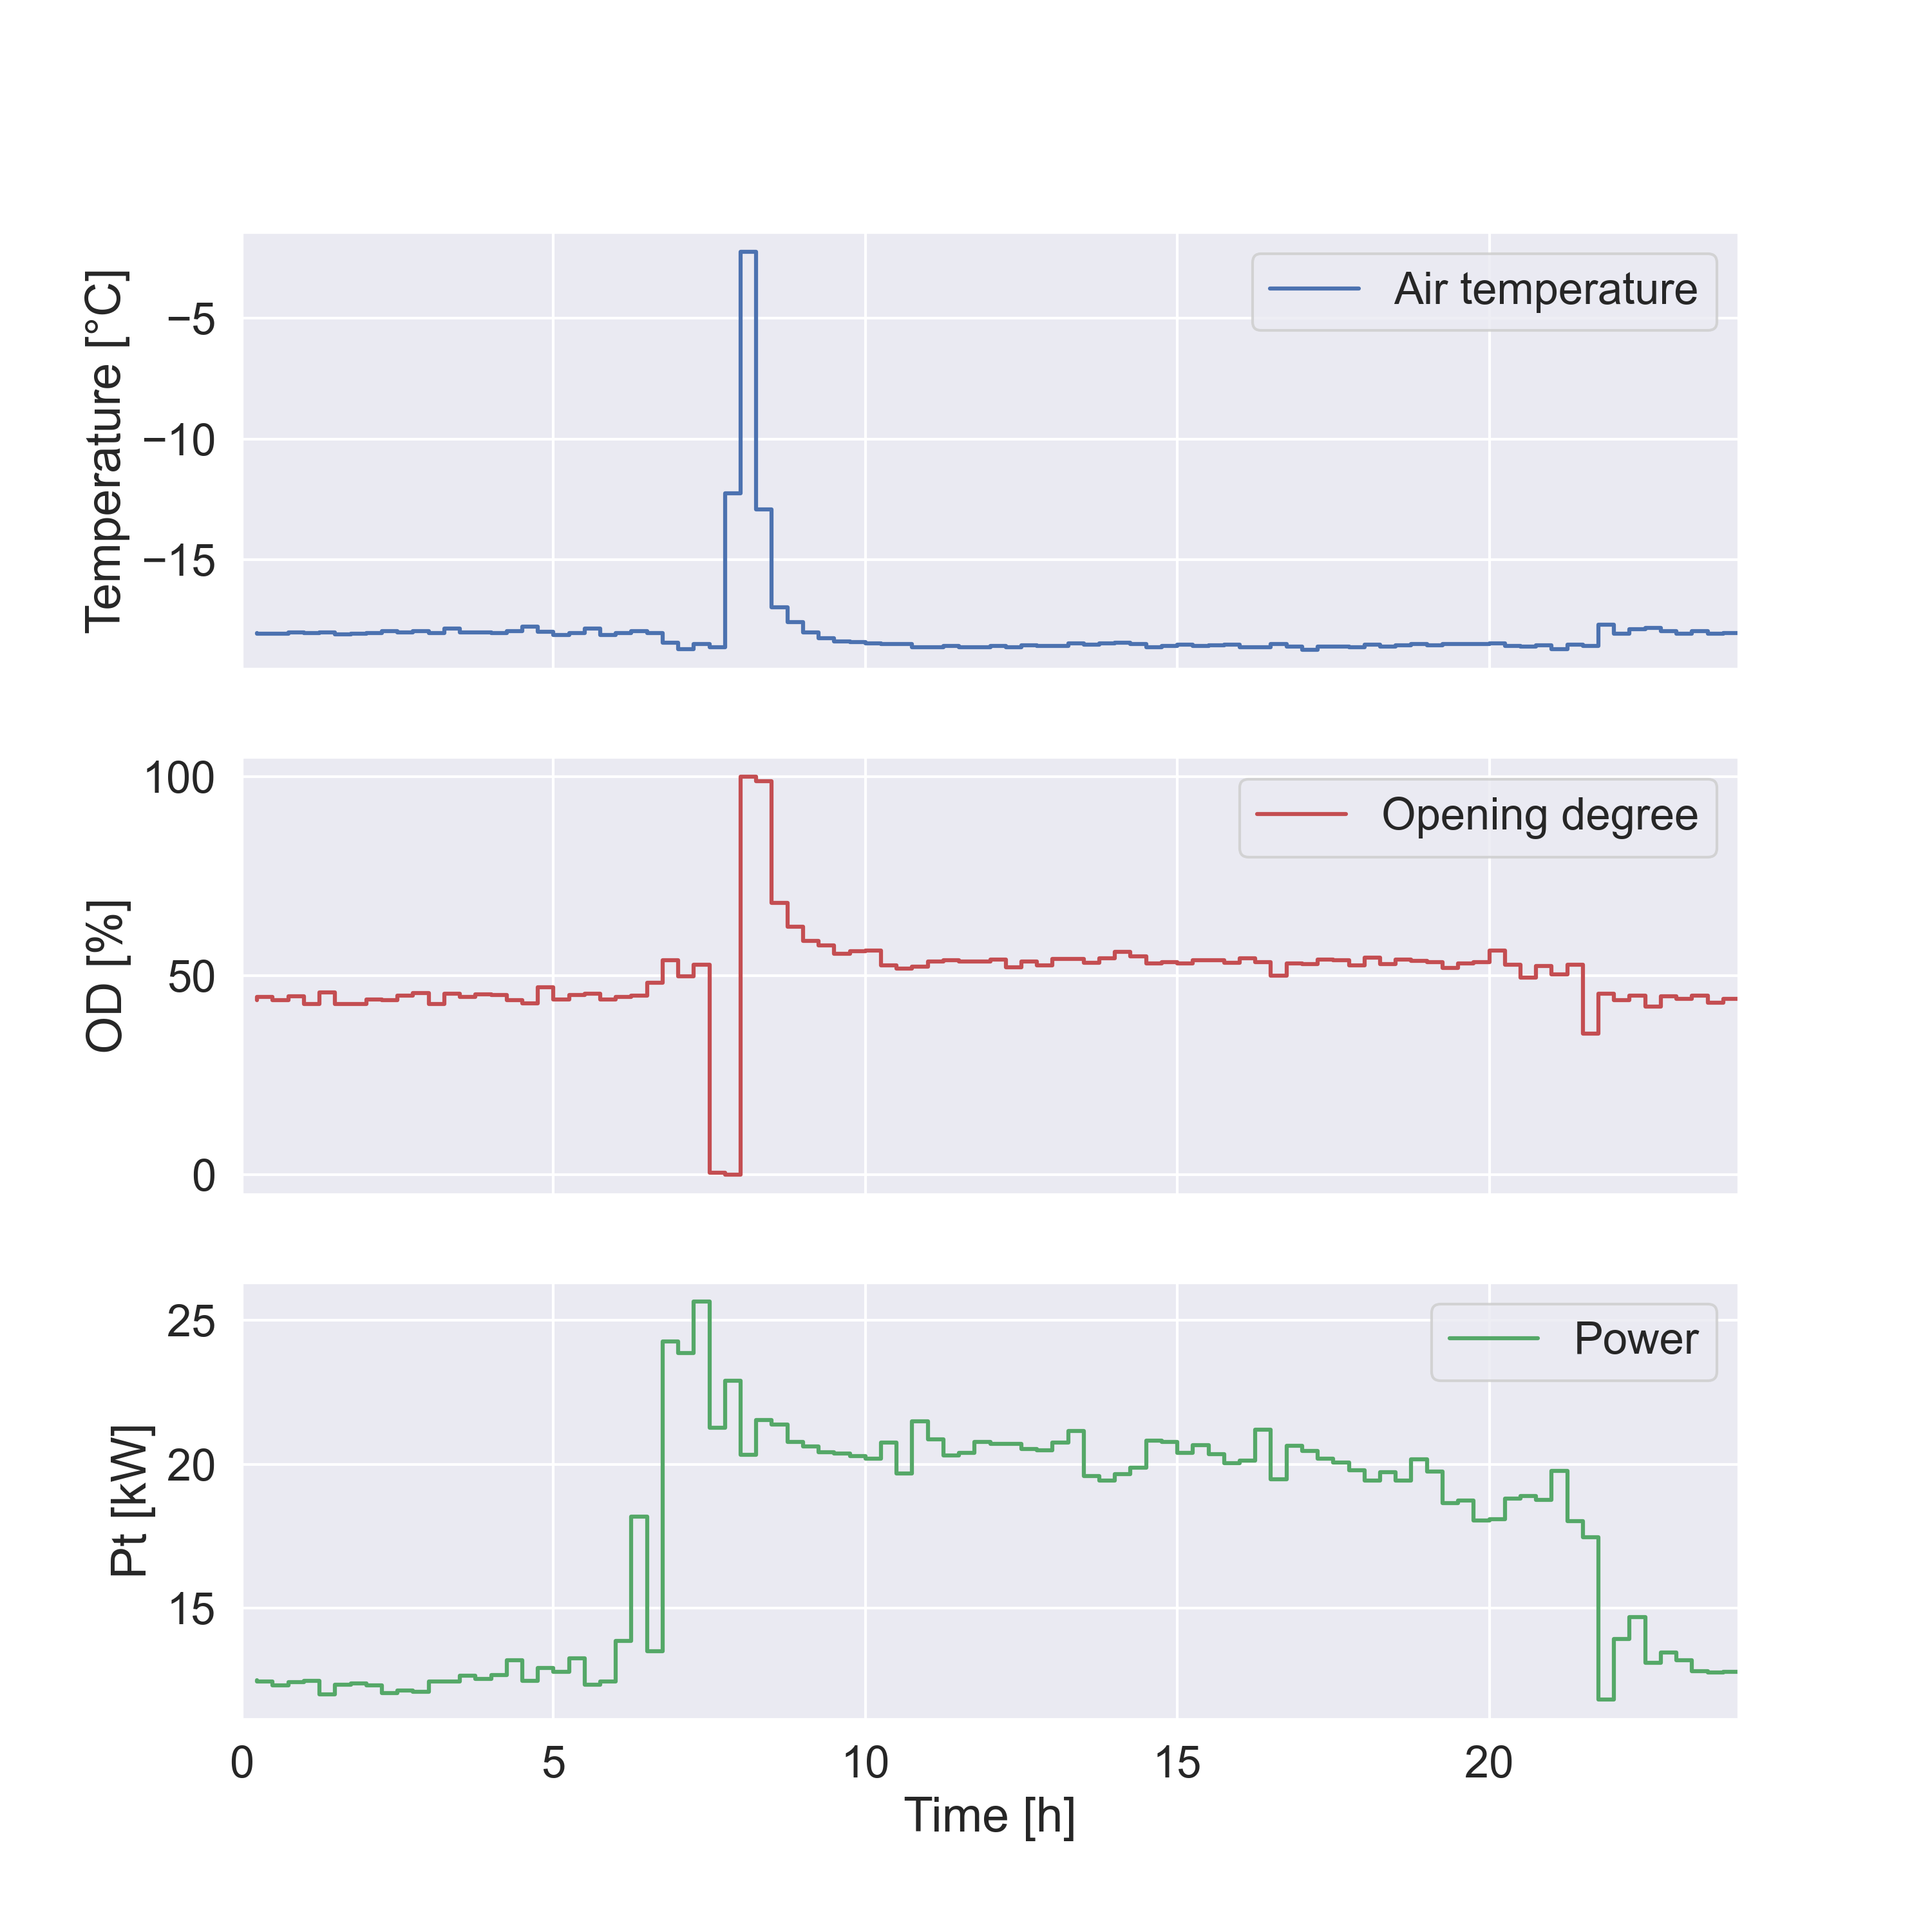 Temperature [°C]
−5
−10
−15
Air temperature
OD [%]
100
50
0
Opening degree
Pt [kW]
25
20
15
Power
0 5 10 15 20
Time [h]